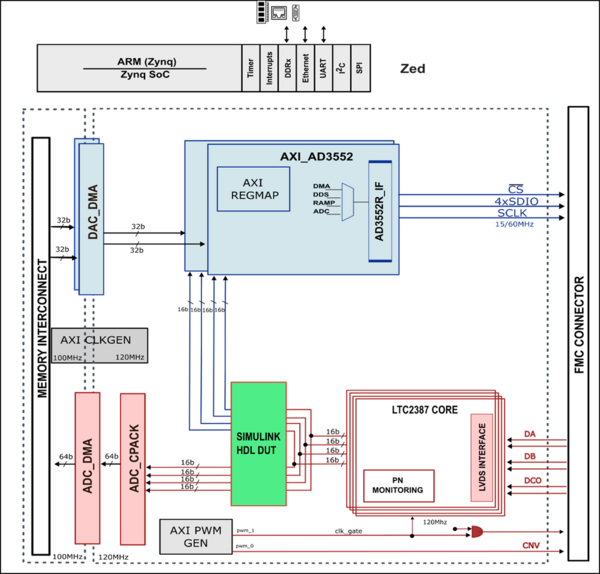 ARM (Zynq)
Zynq SoC
Timer
Interrupts
DDRx
Ethernet
UART
I2C
SPI
Zed
MEMORY INTERCONNECT
DAC_DMA
32b
32b
32b
32b
AXI_AD3552
AXI
REGMAP
DMA
DDS
RAMP
ADC
AD3552R_IF
CS
4xSDIO
SCLK
15/60MHz
FMC CONNECTOR
16b
16b
16b
16b
AXI CLKGEN
100MHz
120MHz
ADC_DMA
64b
64b
ADC_CPACK
16b
16b
16b
16b
SIMULINK
HDL DUT
16b
16b
16b
16b
LTC2387 CORE
LVDS INTERFACE
PN
MONITORING
DA
DB
DCO
120Mhz
AXI PWM
GEN
pwm_1
clk_gate
pwm_0
CNV
100MHz
120MHz